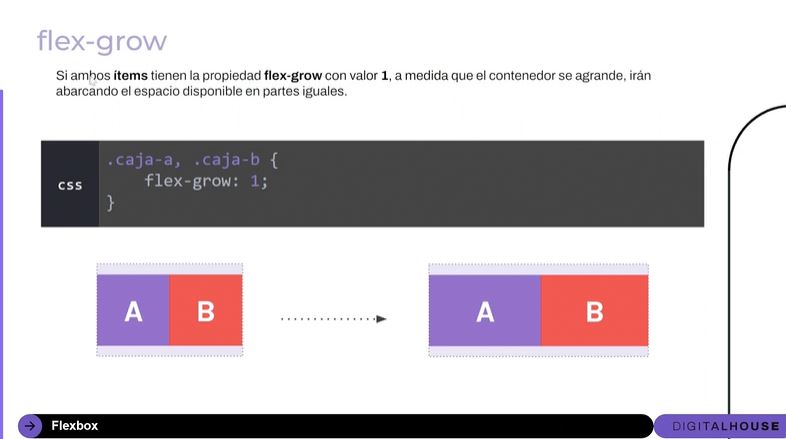 flex-grow
Si ambos ítems tienen la propiedad flex-grow con valor 1, a medida que el contenedor se agrande, irán
abarcando el espacio disponible en partes iguales.
css
.caja-a, .caja-b {
    flex-grow: 1;
}
A B
A B
Flexbox
DIGITALHOUSE